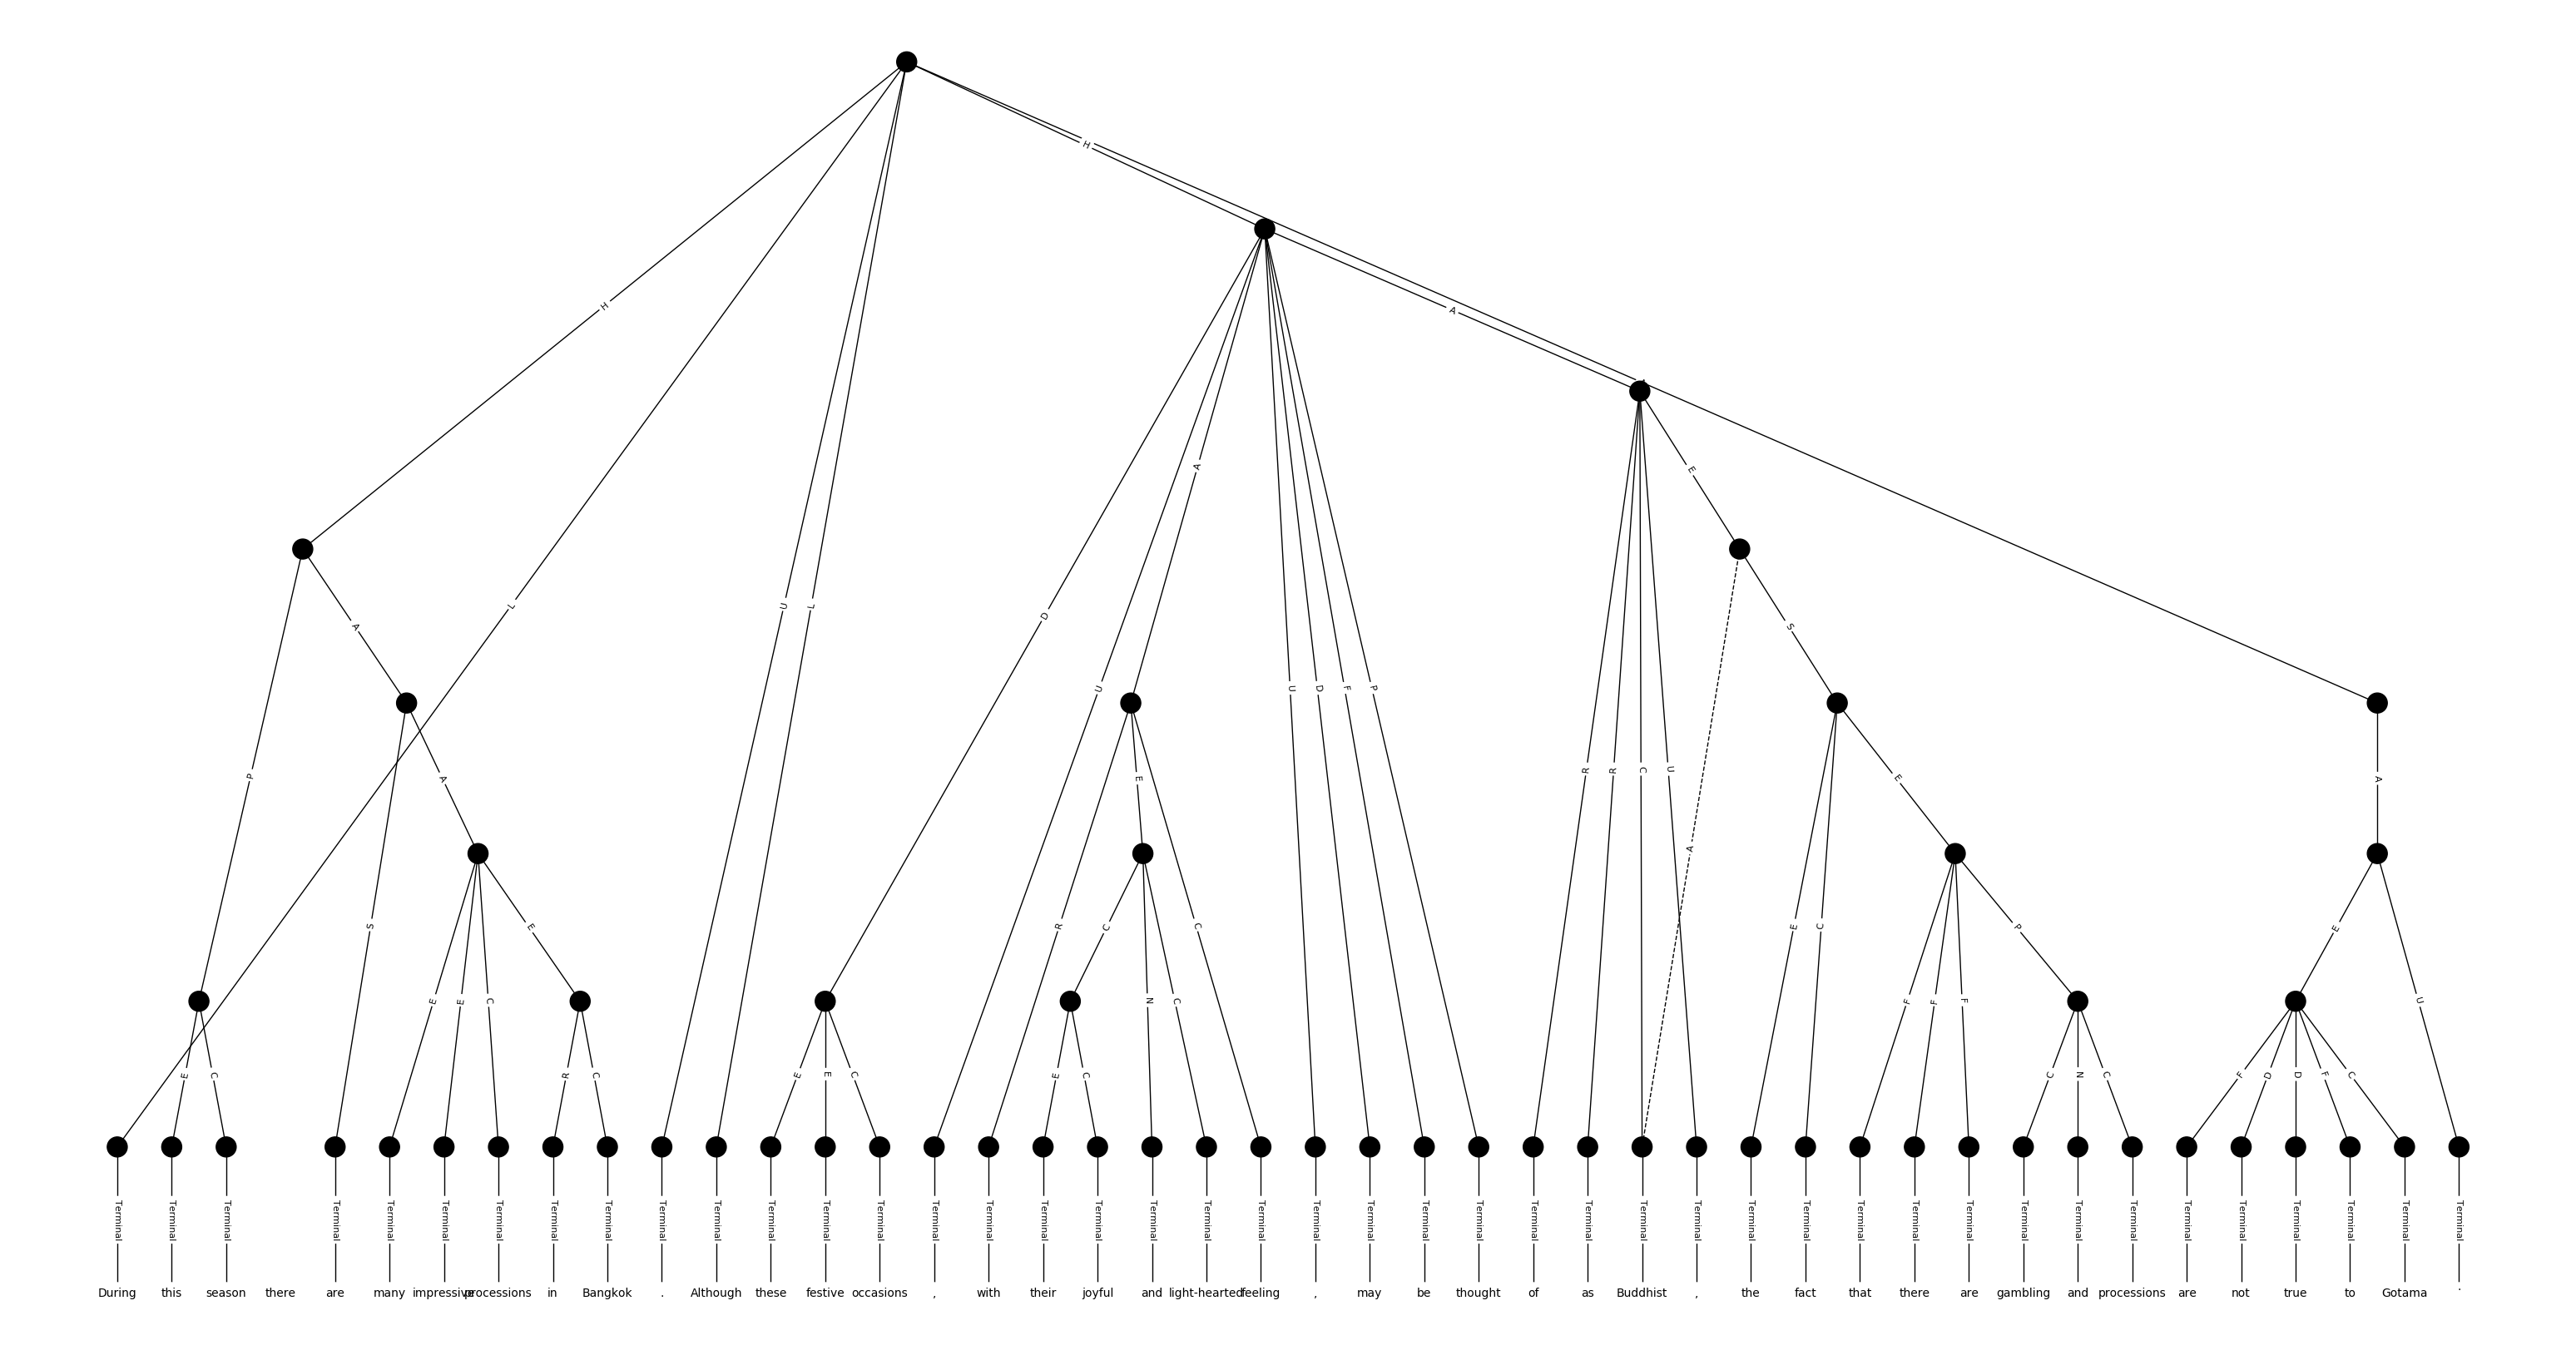 H
H
A
H
A
E
A
D
U
L
U
L
A
S
U
U
D
F
P
P
R
R
C
U
A
A
E
E
A
S
E
E
C
E
R
C
C
E
C
E
P
E
E
E
C
N
C
F
F
F
U
E
C
R
C
E
E
C
E
C
C
N
C
F
D
D
F
C
Terminal Terminal Terminal Terminal Terminal Terminal Terminal Terminal Terminal Terminal Terminal Terminal Terminal Terminal Terminal Terminal Terminal Terminal Terminal Terminal Terminal Terminal Terminal Terminal Terminal Terminal Terminal Terminal Terminal Terminal Terminal Terminal Terminal Terminal Terminal Terminal Terminal Terminal Terminal Terminal Terminal Terminal Terminal
During this season there are many impressive processions in Bangkok . Although these festive occasions , with their joyful and light-hearted feeling , may be thought of as Buddhist , the fact that there are gambling and processions are not true to Gotama .